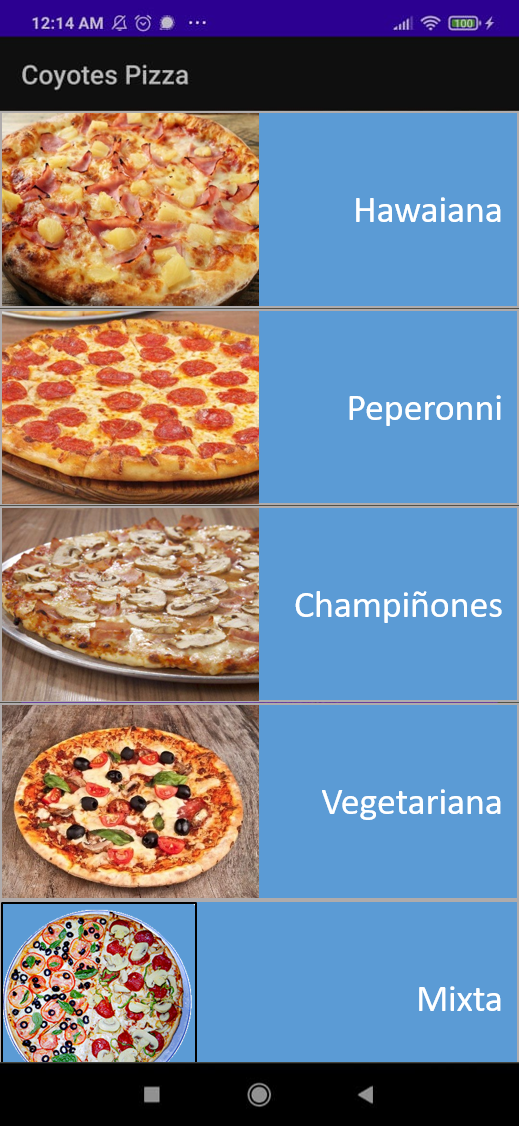 12:14 AM ... 100
Coyotes Pizza
Hawaiana
Peperonni
Champiñones
Vegetariana
Mixta